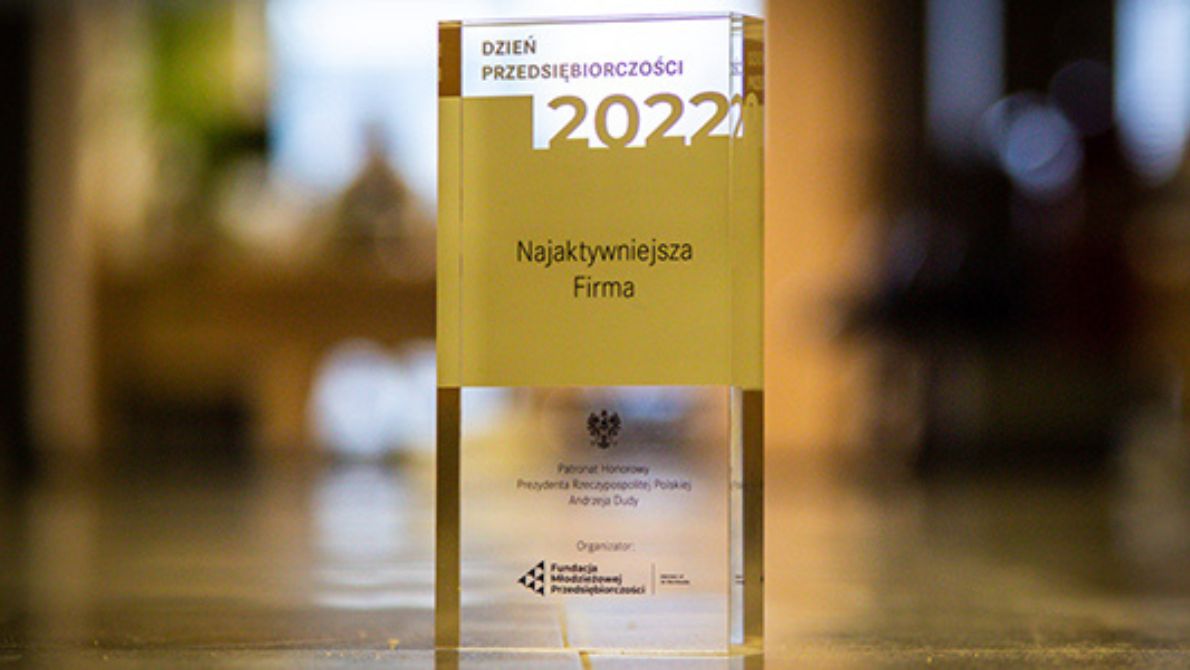 DZIEŃ
PRZEDSIĘBIORCZOŚCI
2022
Najaktywniejsza
Firma
Patronat Honorowy
Prezydenta Rzeczypospolitej Polskiej
Andrzeja Dudy
Organizator:
Fundacja
Młodzieżowej
Przedsiębiorczości